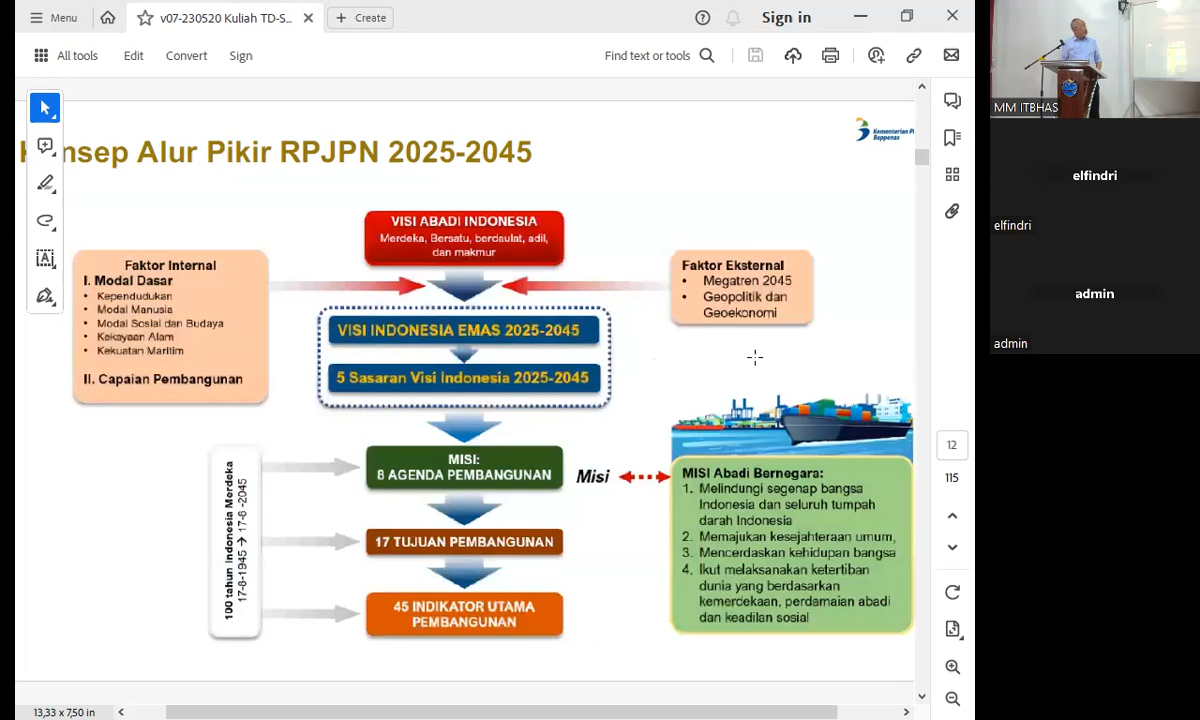 Menu
v07-230520 Kuliah TD-S...
Create
Sign in
All tools
Edit
Convert
Sign
Find text or tools
nsep Alur Pikir RPJPN 2025-2045
Kementerian P
Bappenas
VISI ABADI INDONESIA
Merdeka, Bersatu, berdaulat, adil,
dan makmur
Faktor Internal
I. Modal Dasar
• Kependudukan
• Modal Manusia
• Modal Sosial dan Budaya
• Kekayaan Alam
• Kekuatan Maritim
II. Capaian Pembangunan
Faktor Eksternal
• Megatren 2045
• Geopolitik dan
Geoekonomi
VISI INDONESIA EMAS 2025-2045
5 Sasaran Visi Indonesia 2025-2045
100 tahun Indonesia Merdeka
17-8-1945 → 17-8 -2045
MISI:
8 AGENDA PEMBANGUNAN
Misi
17 TUJUAN PEMBANGUNAN
45 INDIKATOR UTAMA
PEMBANGUNAN
MISI Abadi Bernegara:
1. Melindungi segenap bangsa
Indonesia dan seluruh tumpah
darah Indonesia
2. Memajukan kesejahteraan umum,
3. Mencerdaskan kehidupan bangsa
4. Ikut melaksanakan ketertiban
dunia yang berdasarkan
kemerdekaan, perdamaian abadi
dan keadilan sosial
12
115
13,33 x 7,50 in
MM ITBHAS
elfindri
elfindri
admin
admin